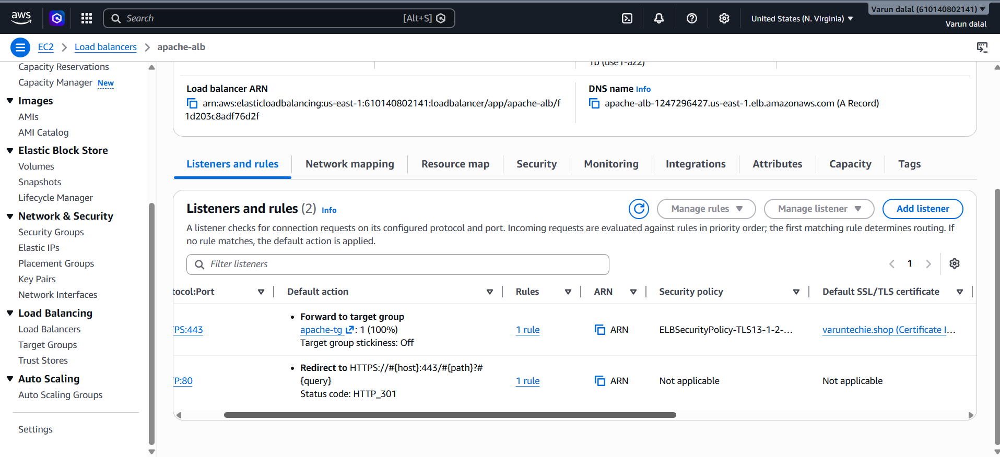 aws
Search
[Alt+S]
United States (N. Virginia)
Varun dalal (610140802141)
Varun dalal
EC2
Load balancers
apache-alb
Capacity Reservations
Capacity Manager New
Images
AMIs
AMI Catalog
Elastic Block Store
Volumes
Snapshots
Lifecycle Manager
Network & Security
Security Groups
Elastic IPs
Placement Groups
Key Pairs
Network Interfaces
Load Balancing
Load Balancers
Target Groups
Trust Stores
Auto Scaling
Auto Scaling Groups
Settings
1b (use1-az2)
Load balancer ARN
arn:aws:elasticloadbalancing:us-east-1:610140802141:loadbalancer/app/apache-alb/f
1d203c8adf76d2f
DNS name Info
apache-alb-1247296427.us-east-1.elb.amazonaws.com (A Record)
Listeners and rules
Network mapping
Resource map
Security
Monitoring
Integrations
Attributes
Capacity
Tags
Listeners and rules (2) Info
Manage rules
Manage listener
Add listener
A listener checks for connection requests on its configured protocol and port. Incoming requests are evaluated against rules in priority order; the first matching rule determines routing. If
no rule matches, the default action is applied.
Filter listeners
1
tocol:Port
Default action
Rules
ARN
Security policy
Default SSL/TLS certificate
PS:443
• Forward to target group
apache-tg : 1 (100%)
Target group stickiness: Off
1 rule
ARN
ELBSecurityPolicy-TLS13-1-2-...
varuntechie.shop (Certificate I...
P:80
• Redirect to HTTPS://#{host}:443/#{path}?#
{query}
Status code: HTTP_301
1 rule
ARN
Not applicable
Not applicable